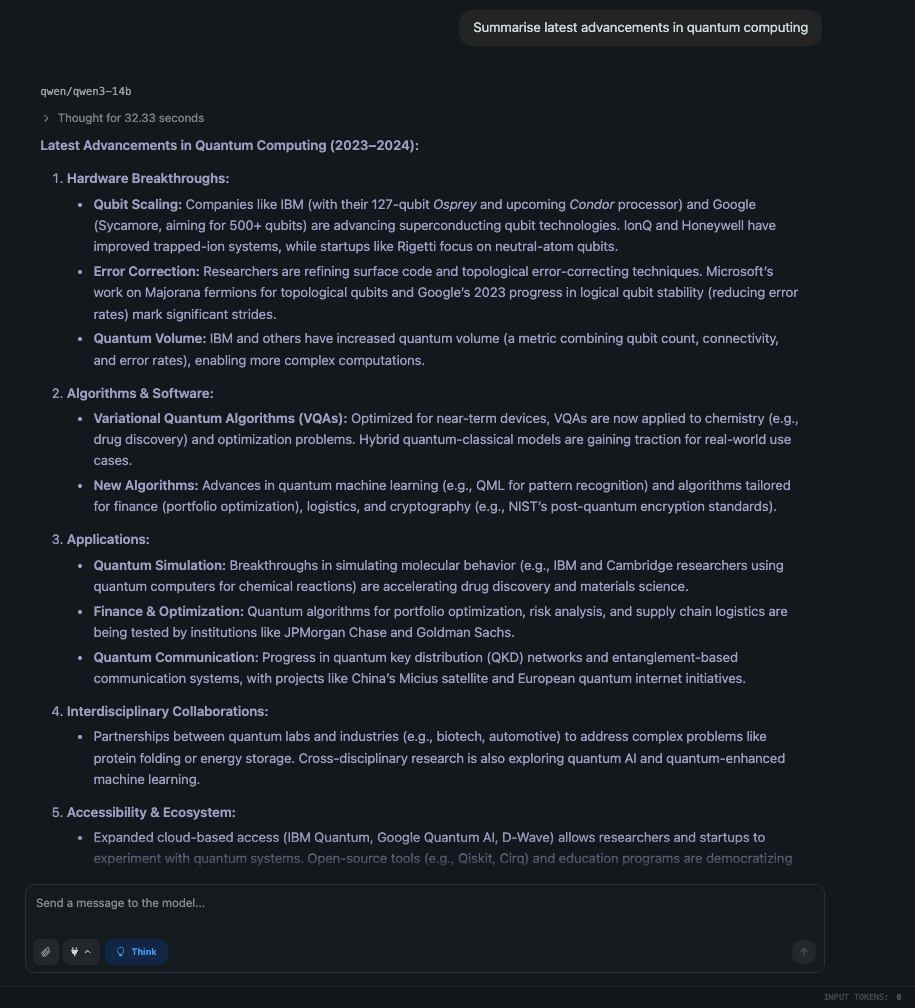 Summarise latest advancements in quantum computing
qwen/qwen3-14b
Thought for 32.33 seconds
Latest Advancements in Quantum Computing (2023–2024):
1. Hardware Breakthroughs:
• Qubit Scaling: Companies like IBM (with their 127-qubit Osprey and upcoming Condor processor) and Google
(Sycamore, aiming for 500+ qubits) are advancing superconducting qubit technologies. IonQ and Honeywell have
improved trapped-ion systems, while startups like Rigetti focus on neutral-atom qubits.
• Error Correction: Researchers are refining surface code and topological error-correcting techniques. Microsoft's
work on Majorana fermions for topological qubits and Google's 2023 progress in logical qubit stability (reducing error
rates) mark significant strides.
• Quantum Volume: IBM and others have increased quantum volume (a metric combining qubit count, connectivity,
and error rates), enabling more complex computations.
2. Algorithms & Software:
• Variational Quantum Algorithms (VQAs): Optimized for near-term devices, VQAs are now applied to chemistry (e.g.,
drug discovery) and optimization problems. Hybrid quantum-classical models are gaining traction for real-world use
cases.
• New Algorithms: Advances in quantum machine learning (e.g., QML for pattern recognition) and algorithms tailored
for finance (portfolio optimization), logistics, and cryptography (e.g., NIST's post-quantum encryption standards).
3. Applications:
• Quantum Simulation: Breakthroughs in simulating molecular behavior (e.g., IBM and Cambridge researchers using
quantum computers for chemical reactions) are accelerating drug discovery and materials science.
• Finance & Optimization: Quantum algorithms for portfolio optimization, risk analysis, and supply chain logistics are
being tested by institutions like JPMorgan Chase and Goldman Sachs.
• Quantum Communication: Progress in quantum key distribution (QKD) networks and entanglement-based
communication systems, with projects like China's Micius satellite and European quantum internet initiatives.
4. Interdisciplinary Collaborations:
• Partnerships between quantum labs and industries (e.g., biotech, automotive) to address complex problems like
protein folding or energy storage. Cross-disciplinary research is also exploring quantum AI and quantum-enhanced
machine learning.
5. Accessibility & Ecosystem:
• Expanded cloud-based access (IBM Quantum, Google Quantum AI, D-Wave) allows researchers and startups to
experiment with quantum systems. Open-source tools (e.g., Qiskit, Cirq) and education programs are democratizing
Send a message to the model...
Think
INPUT TOKENS: 0